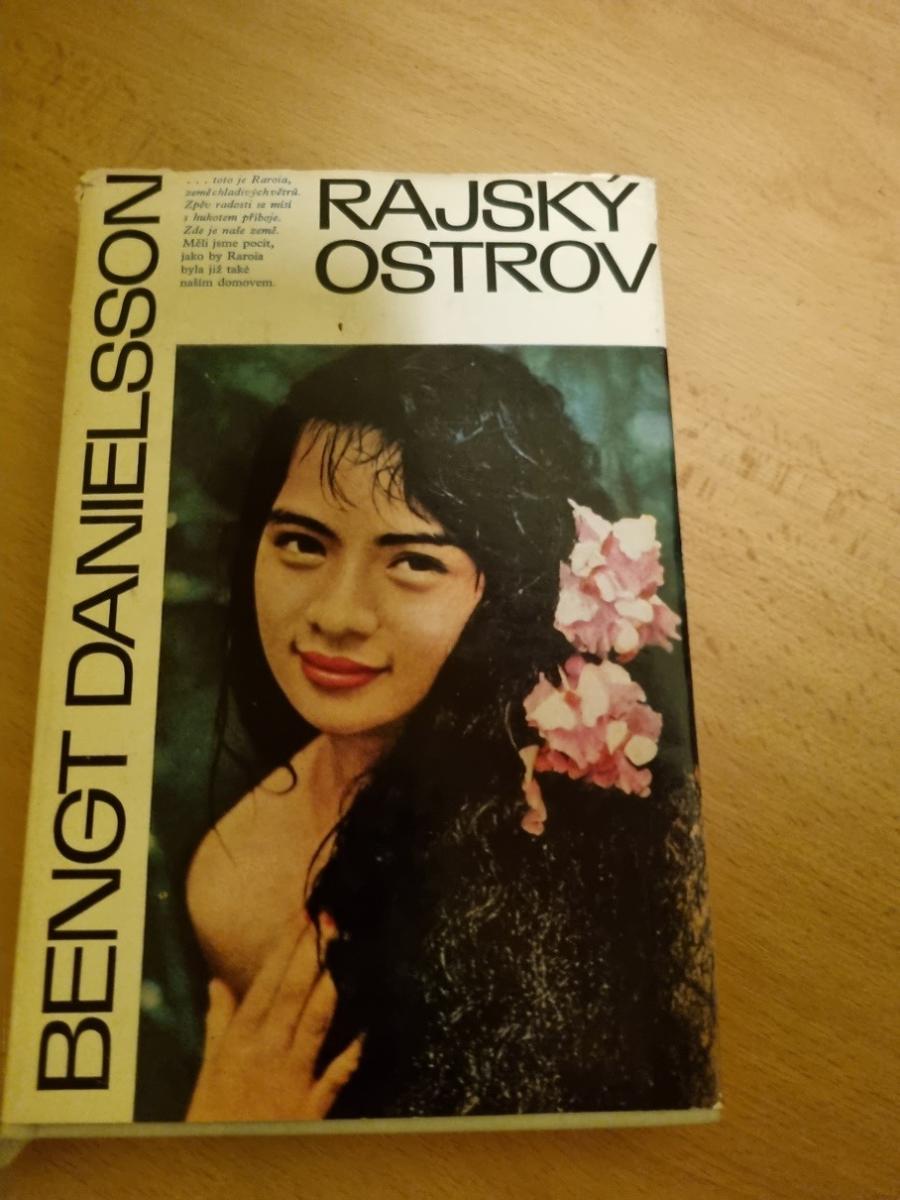 BENGT DANIELSSON
... toto je Raroia,
země chladivých větrů.
Zpěv radosti se mísí
s hukotem příboje.
Zde je naše země.
Měli jsme pocit,
jako by Raroia
byla již také
naším domovem.
RAJSKÝ
OSTROV